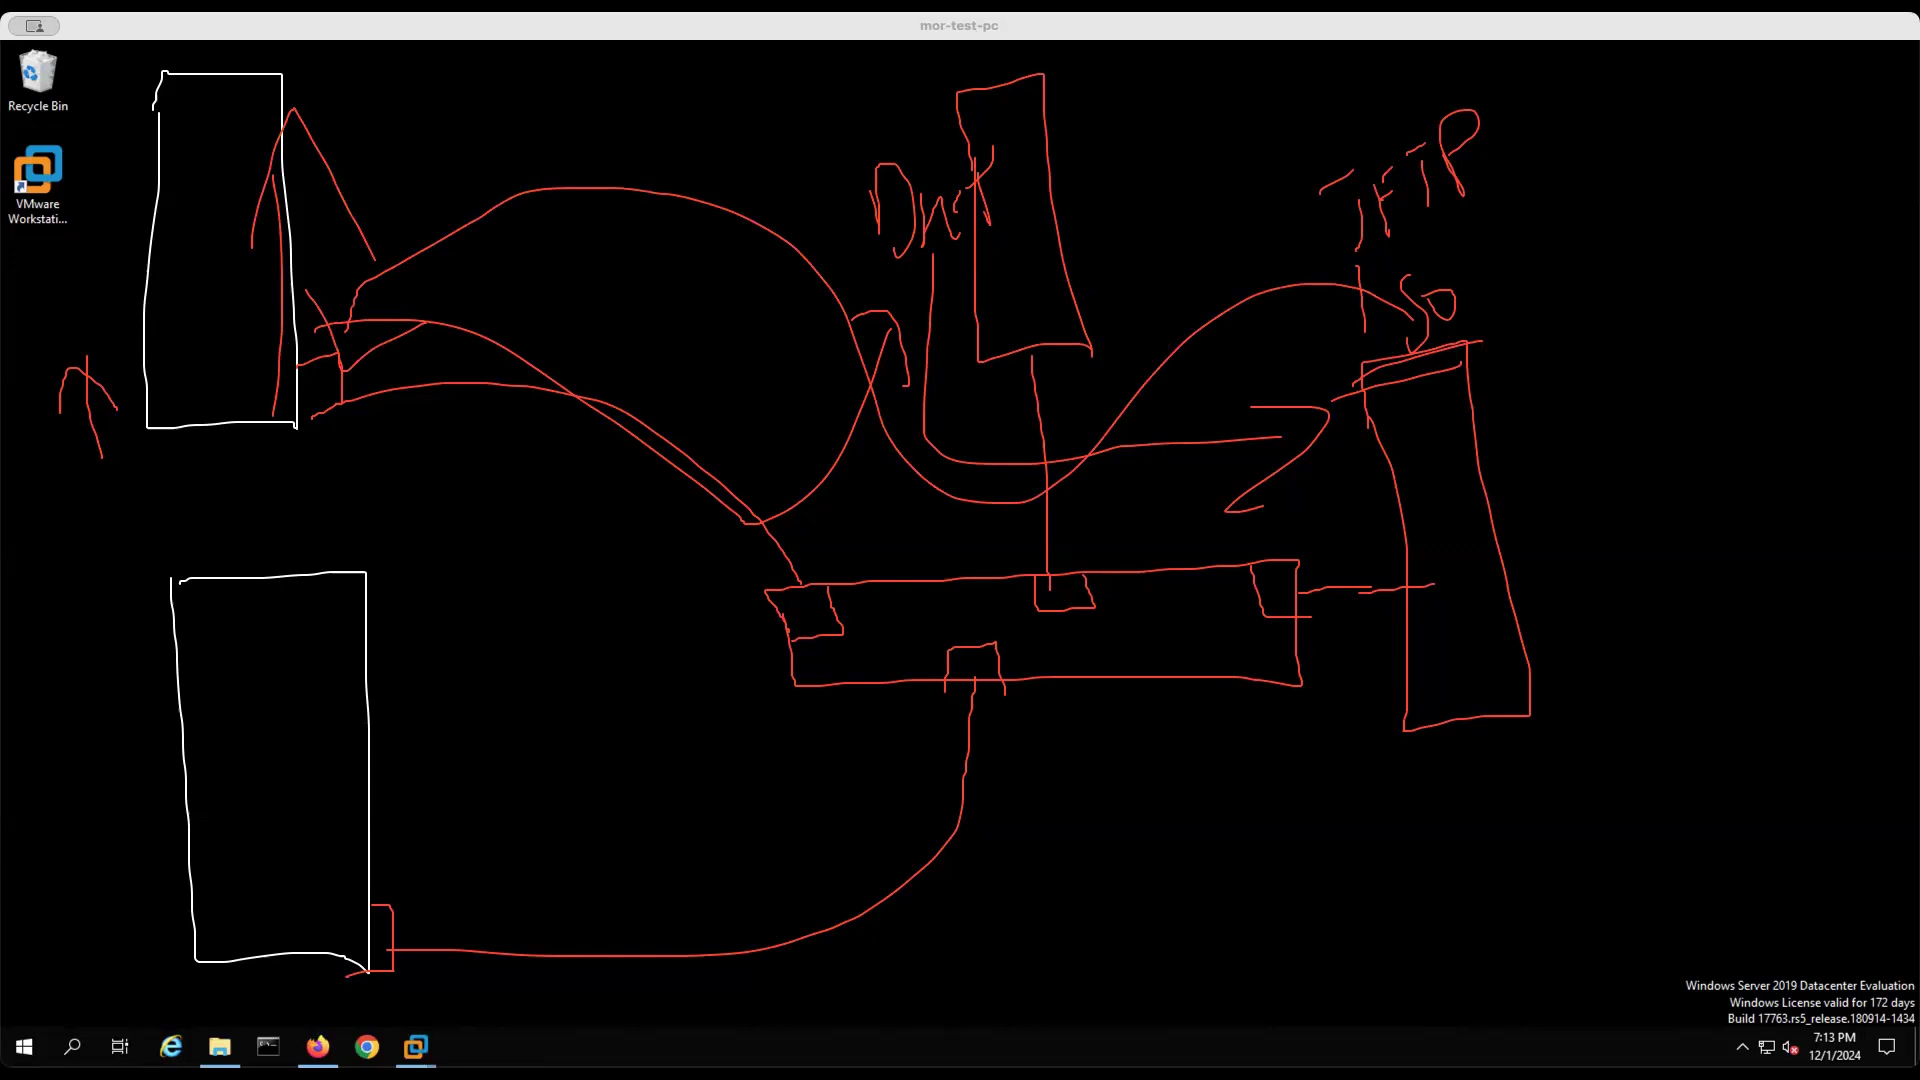 mor-test-pc
Recycle Bin
VMware
Workstati...
DHCP
TFTP
Windows Server 2019 Datacenter Evaluation
Windows License valid for 172 days
Build 17763.rs5_release.180914-1434
7:13 PM
12/1/2024